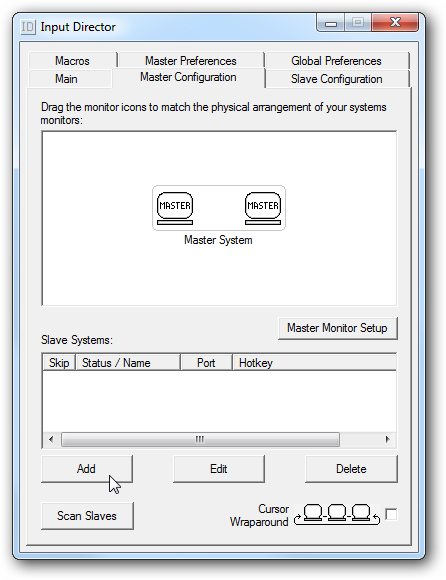 ID Input Director
Macros Master Preferences Global Preferences
Main Master Configuration Slave Configuration
Drag the monitor icons to match the physical arrangement of your systems
monitors:
MASTER MASTER
Master System
Master Monitor Setup
Slave Systems:
Skip Status / Name Port Hotkey
Add Edit Delete
Scan Slaves
Cursor
Wraparound